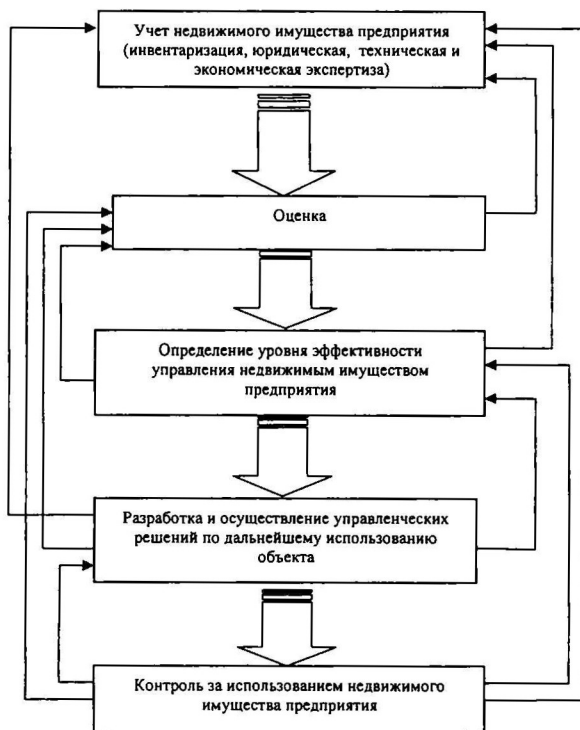 Учет недвижимого имущества предприятия
(инвентаризация, юридическая, техническая и
экономическая экспертиза)
Оценка
Определение уровня эффективности
управления недвижимым имуществом
предприятия
Разработка и осуществление управленческих
решений по дальнейшему использованию
объекта
Контроль за использованием недвижимого
имущества предприятия